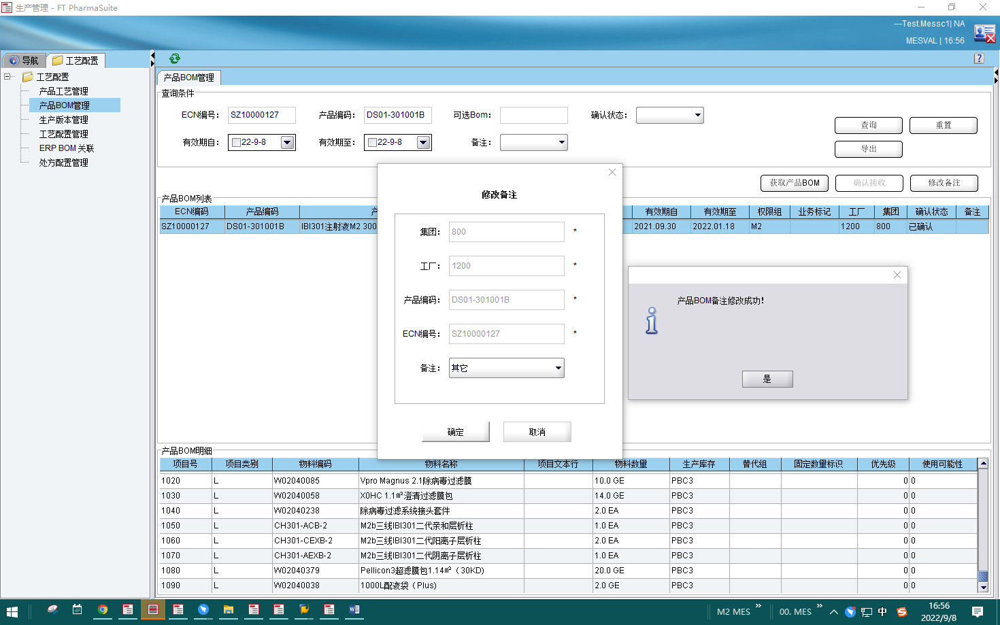 生产管理 - FT PharmaSuite
---Test.Messc1| NA
MESVAL | 16:56
导航
工艺配置
工艺配置
产品工艺管理
产品BOM管理
生产版本管理
工艺配置管理
ERP BOM 关联
处方配置管理
产品BOM管理
查询条件
ECN编号: SZ10000127 产品编码: DS01-301001B 可选Bom: 确认状态:
有效期自: 22-9-8 有效期至: 22-9-8 备注:
查询 重置
导出
获取产品BOM 确认接收 修改备注
产品BOM列表
ECN编码 产品编码 产 有效期自 有效期至 权限组 业务标记 工厂 集团 确认状态 备注
SZ10000127 DS01-301001B IBI301注射液M2 300 2021.09.30 2022.01.18 M2 1200 800 已确认
修改备注
集团: 800 *
工厂: 1200 *
产品编码: DS01-301001B *
ECN编号: SZ10000127 *
备注: 其它
确定 取消
产品BOM备注修改成功!
是
产品BOM明细
项目号 项目类别 物料编码 物料名称 项目文本行 物料数量 生产库存 替代组 固定数量标识 优先级 使用可能性
1020 L W02040085 Vpro Magnus 2.1除病毒过滤膜 10.0 GE PBC3 0 0
1030 L W02040058 X0HC 1.1㎡澄清过滤膜包 14.0 GE PBC3 0 0
1040 L W02040238 除病毒过滤系统接头套件 2.0 EA PBC3 0 0
1050 L CH301-ACB-2 M2b三线IBI301二代亲和层析柱 1.0 EA PBC3 0 0
1060 L CH301-CEXB-2 M2b三线IBI301二代阳离子层析柱 2.0 EA PBC3 0 0
1070 L CH301-AEXB-2 M2b三线IBI301二代阴离子层析柱 1.0 EA PBC3 0 0
1080 L W02040379 Pellicon3超滤膜包1.14㎡（30KD) 20.0 GE PBC3 0 0
1090 L W02040038 1000L配液袋（Plus) 2.0 GE PBC3 0 0
M2 MES » 00. MES » 中 16:56
2022/9/8